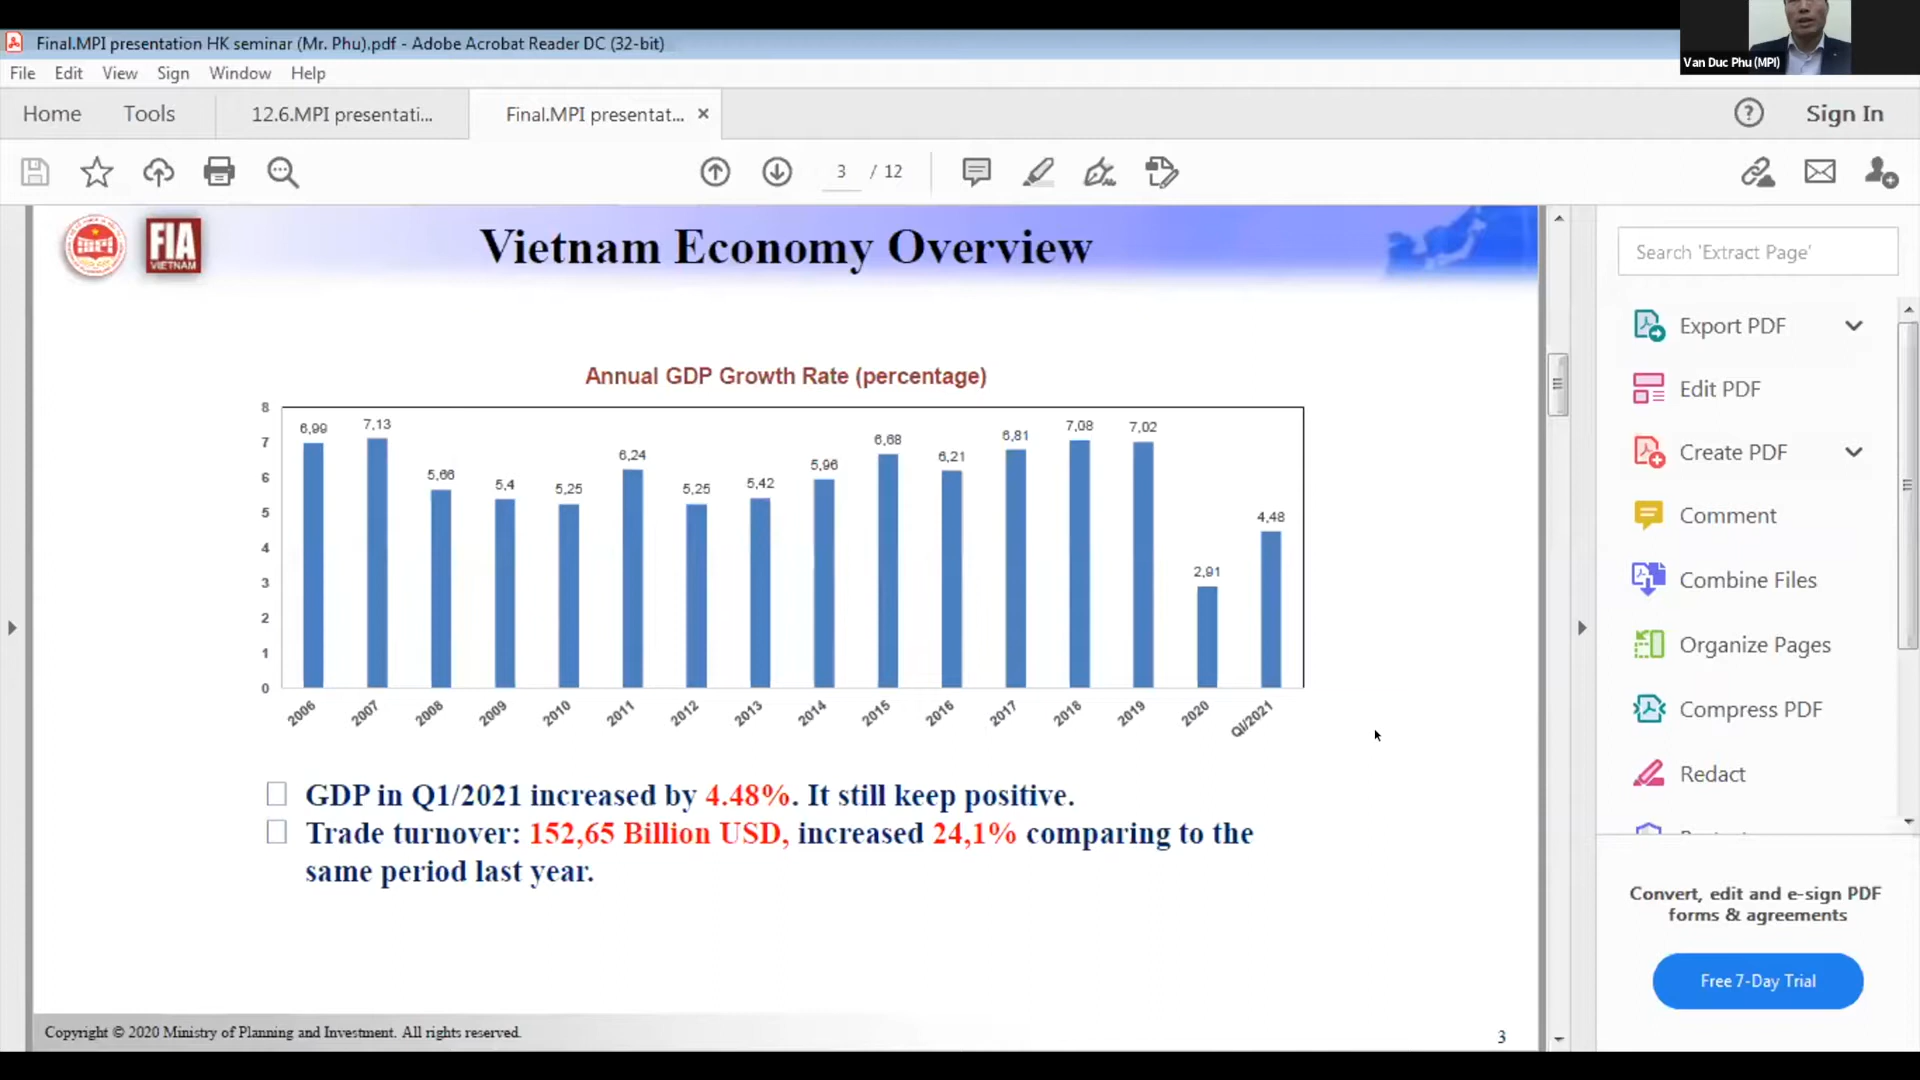 Final.MPI presentation HK seminar (Mr. Phu).pdf - Adobe Acrobat Reader DC (32-bit)
Van Duc Phu (MPI)
File Edit View Sign Window Help
Home Tools 12.6.MPI presentati... Final.MPI presentat... Sign In
3 / 12
MPI
FIA
VIETNAM
Vietnam Economy Overview
Annual GDP Growth Rate (percentage)
8
7
6
5
4
3
2
1
0
6,99
7,13
5,66
5,4
5,25
6,24
5,25
5,42
5,96
6,68
6,21
6,81
7,08
7,02
2,91
4,48
2006
2007
2008
2009
2010
2011
2012
2013
2014
2015
2016
2017
2018
2019
2020
QI/2021
GDP in Q1/2021 increased by 4.48%. It still keep positive.
Trade turnover: 152,65 Billion USD, increased 24,1% comparing to the
same period last year.
Copyright © 2020 Ministry of Planning and Investment. All rights reserved.
3
Search 'Extract Page'
Export PDF
Edit PDF
Create PDF
Comment
Combine Files
Organize Pages
Compress PDF
Redact
Convert, edit and e-sign PDF
forms & agreements
Free 7-Day Trial